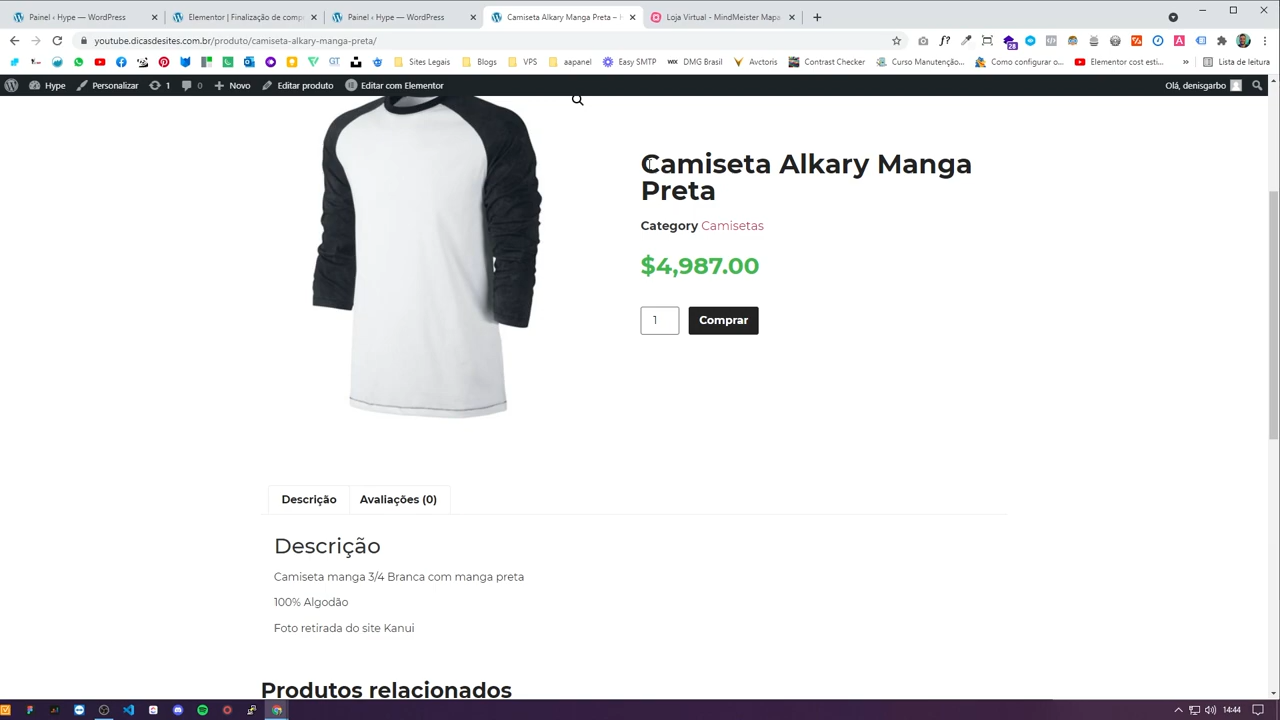 Painel ‹ Hype — WordPress
Elementor | Finalização de comp
Painel ‹ Hype — WordPress
Camiseta Alkary Manga Preta –
Loja Virtual - MindMeister Mapa
youtube.dicasdesites.com.br/produto/camiseta-alkary-manga-preta/
28
Sites Legais
Blogs
VPS
aapanel
Easy SMTP
WIX DMG Brasil
Avctoris
Contrast Checker
Curso Manutenção...
Como configurar o...
Elementor cost esti...
»
Lista de leitura
Hype
Personalizar
1
0
Novo
Editar produto
Editar com Elementor
Olá, denisgarbo
Camiseta Alkary Manga
Preta
Category Camisetas
$4,987.00
1
Comprar
Descrição
Avaliações (0)
Descrição
Camiseta manga 3/4 Branca com manga preta
100% Algodão
Foto retirada do site Kanui
Produtos relacionados
14:44